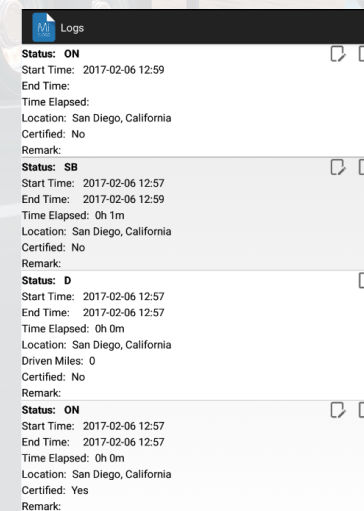 Mi
Logs
Status: ON
Start Time: 2017-02-06 12:59
End Time:
Time Elapsed:
Location: San Diego, California
Certified: No
Remark:
Status: SB
Start Time: 2017-02-06 12:57
End Time: 2017-02-06 12:59
Time Elapsed: 0h 1m
Location: San Diego, California
Certified: No
Remark:
Status: D
Start Time: 2017-02-06 12:57
End Time: 2017-02-06 12:57
Time Elapsed: 0h 0m
Location: San Diego, California
Driven Miles: 0
Certified: No
Remark:
Status: ON
Start Time: 2017-02-06 12:57
End Time: 2017-02-06 12:57
Time Elapsed: 0h 0m
Location: San Diego, California
Certified: Yes
Remark: